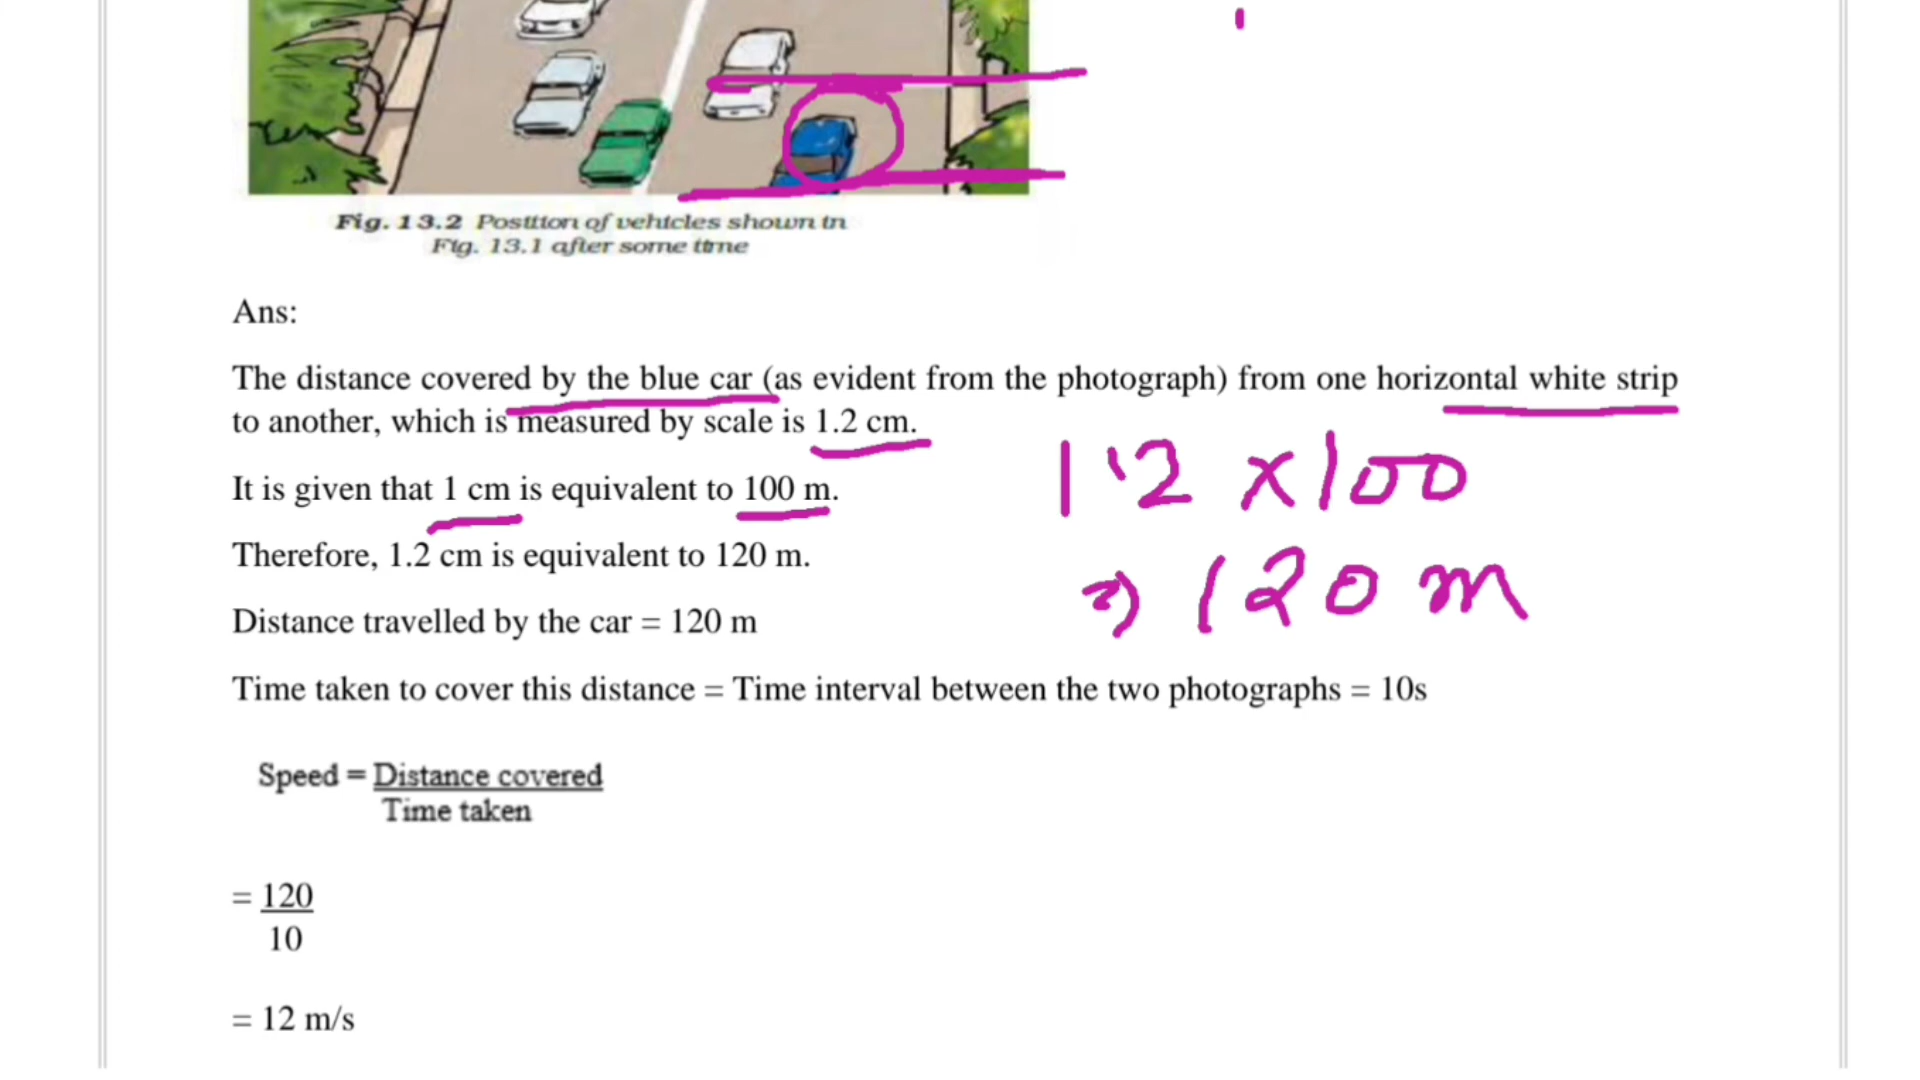 Fig. 13.2 Position of vehicles shown in
Fig. 13.1 after some time
Ans:
The distance covered by the blue car (as evident from the photograph) from one horizontal white strip
to another, which is measured by scale is 1.2 cm.
1.2 × 100
It is given that 1 cm is equivalent to 100 m.
Therefore, 1.2 cm is equivalent to 120 m.
⇒ 120 m
Distance travelled by the car = 120 m
Time taken to cover this distance = Time interval between the two photographs = 10s
Speed = Distance covered
Time taken
= 120
10
= 12 m/s